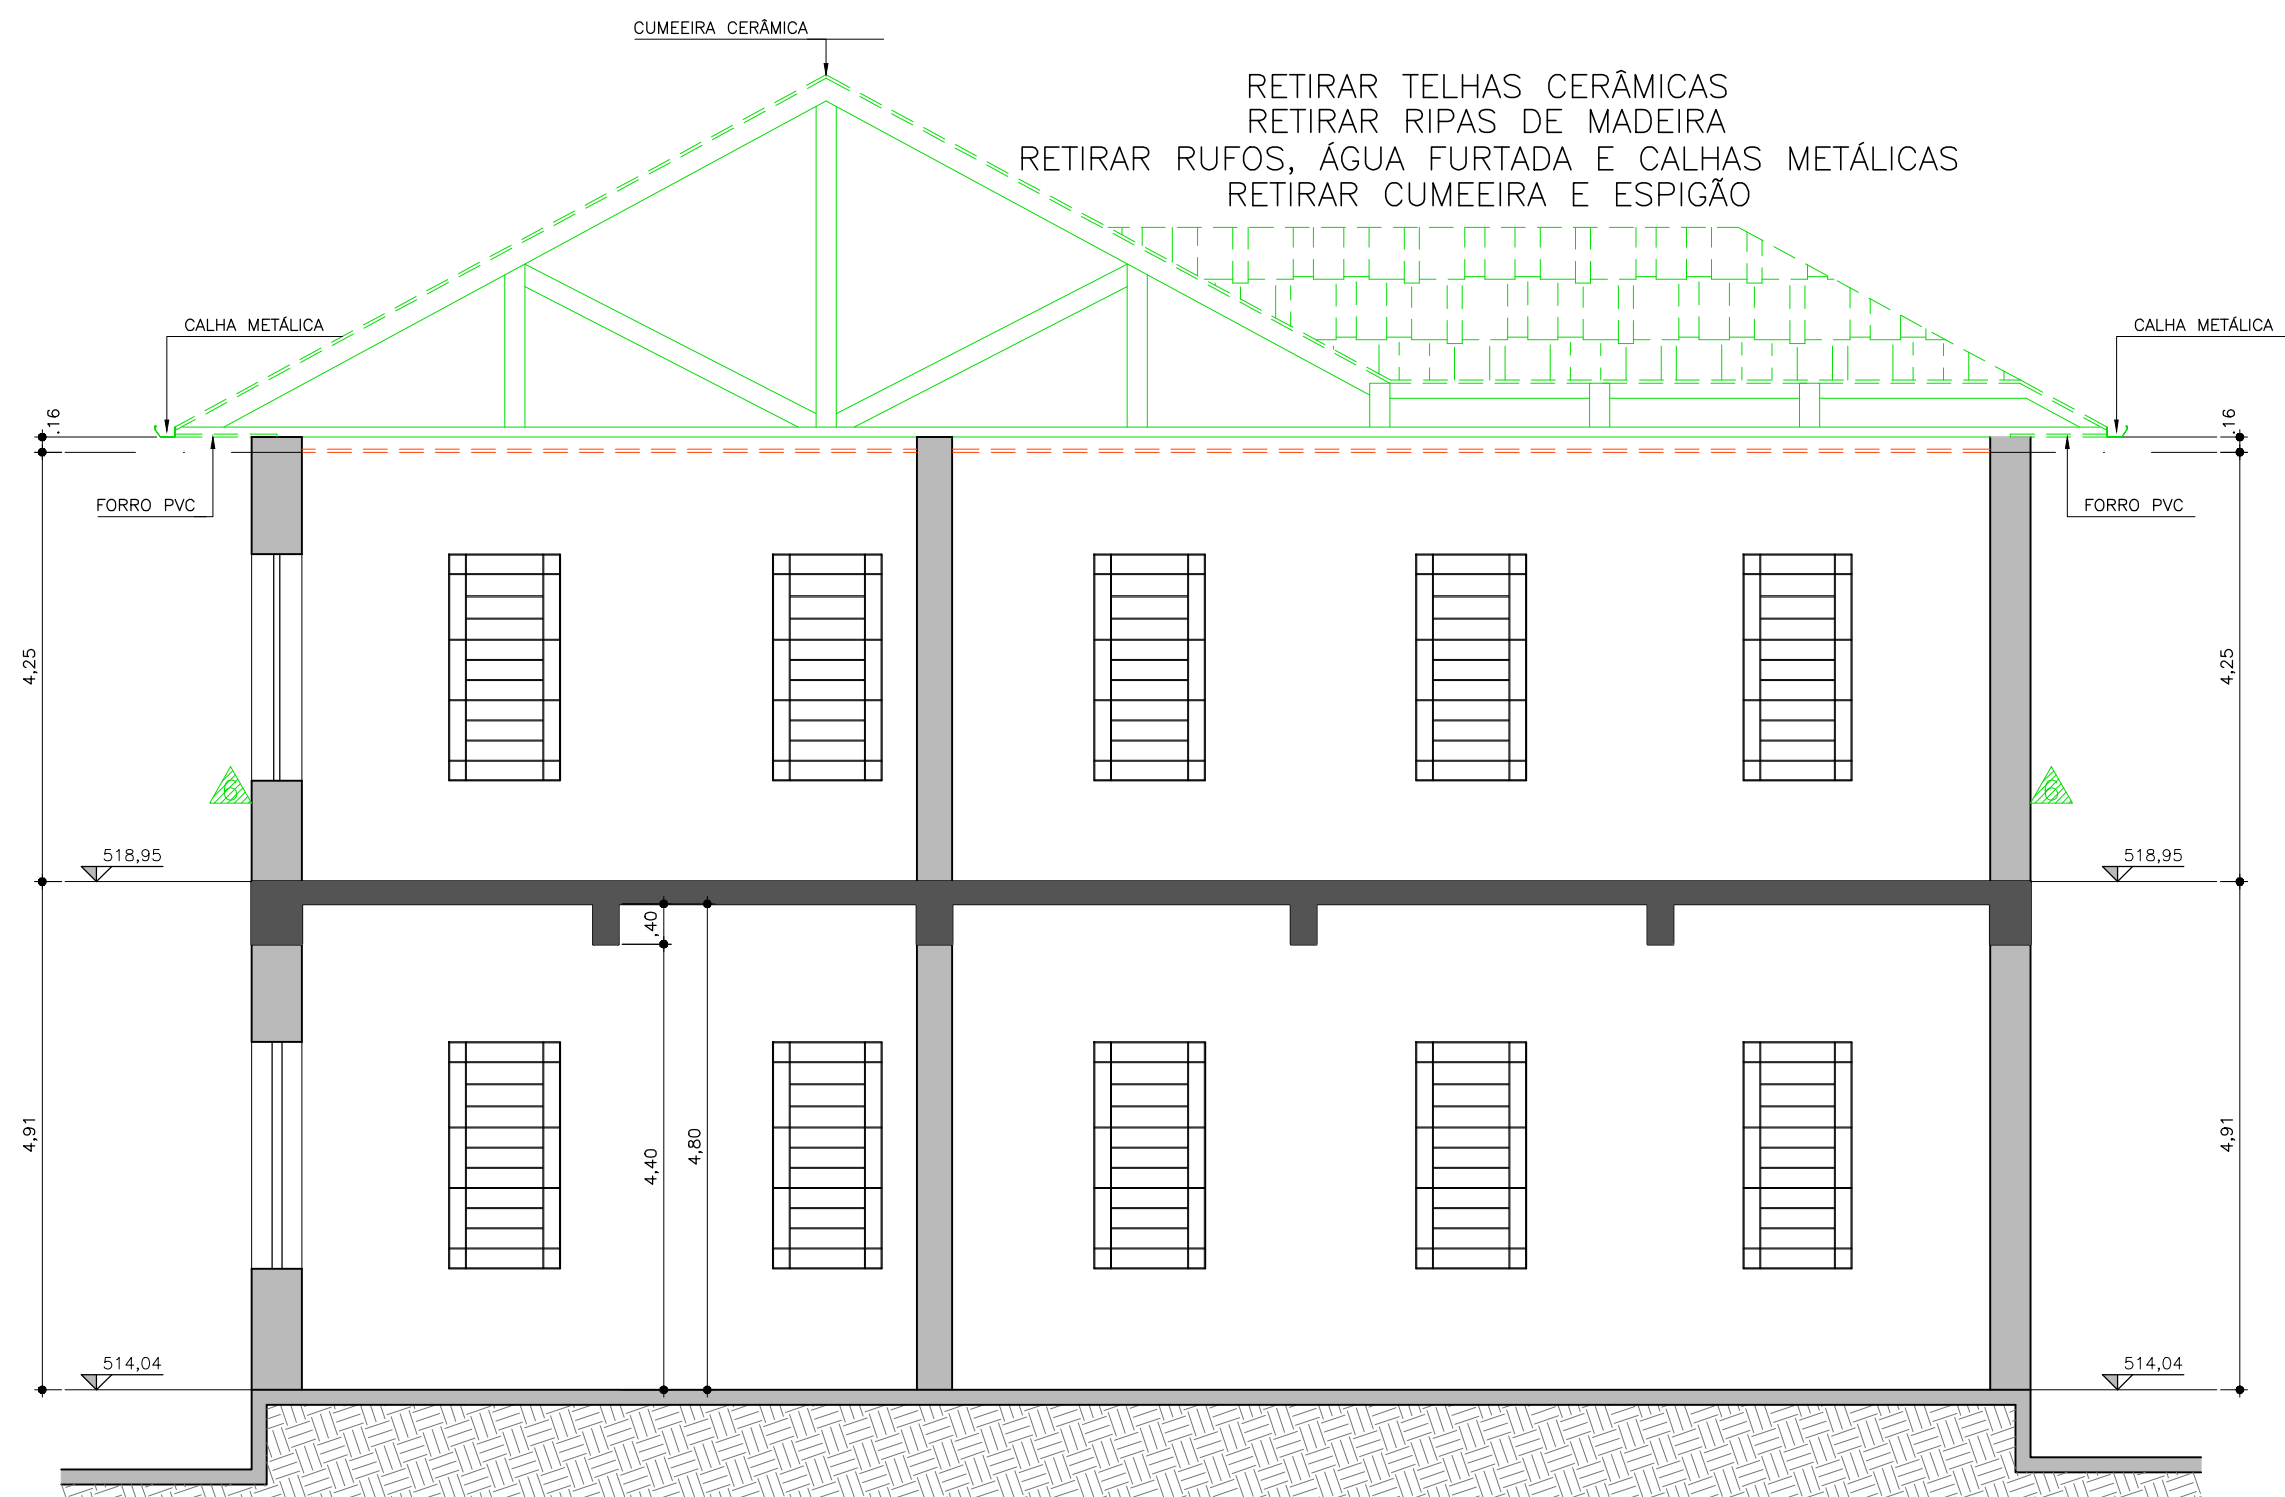 CUMEEIRA CERÂMICA
RETIRAR TELHAS CERÂMICAS
RETIRAR RIPAS DE MADEIRA
RETIRAR RUFOS, ÁGUA FURTADA E CALHAS METÁLICAS
RETIRAR CUMEEIRA E ESPIGÃO
CALHA METÁLICA
CALHA METÁLICA
.16
.16
FORRO PVC
FORRO PVC
4,25
4,25
6
6
518,95
518,95
,40
4,91
4,40
4,80
4,91
514,04
514,04